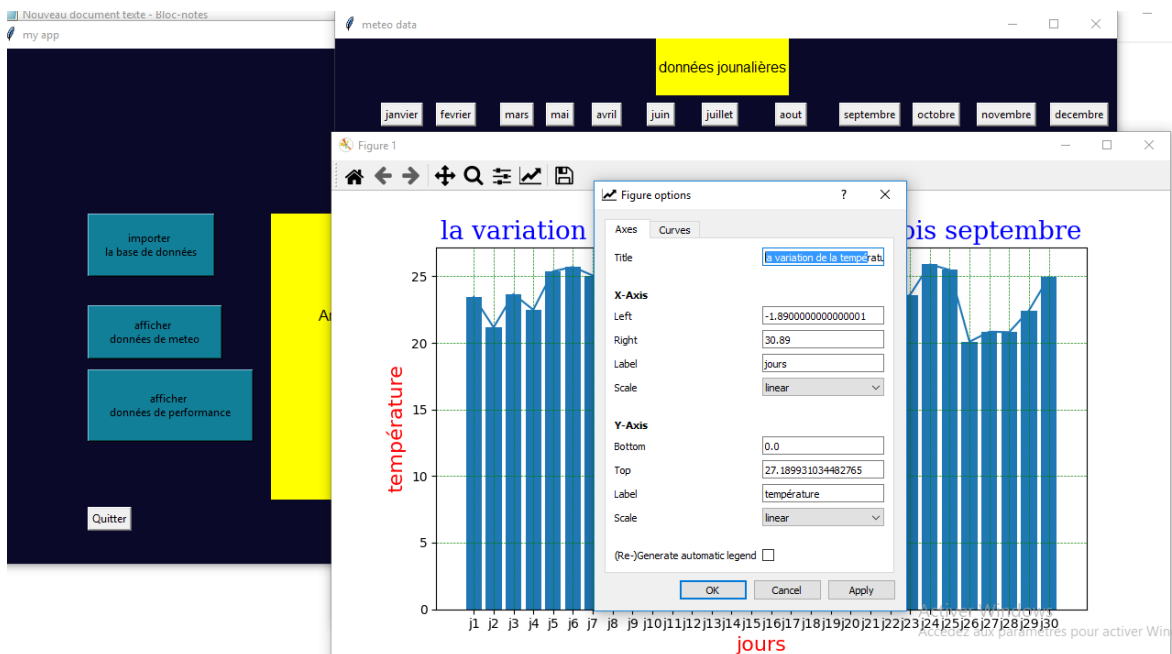 Nouveau document texte - Bloc-notes
my app
meteo data
données jounalières
janvier fevrier mars mai avril juin juillet aout septembre octobre novembre decembre
Figure 1
Figure options
?
la variation
ois septembre
Axes Curves
Title la variation de la températu
X-Axis
Left -1.8900000000000001
Right 30.89
Label jours
Scale linear
Y-Axis
Bottom 0.0
Top 27.189931034482765
Label température
Scale linear
(Re-)Generate automatic legend
OK Cancel Apply
importer
la base de données
afficher
données de meteo
afficher
données de performance
Quitter
température
25
20
15
10
5
0
j1 j2 j3 j4 j5 j6 j7 j8 j9 j10 j11 j12 j13 j14 j15 j16 j17 j18 j19 j20 j21 j22 j23 j24 j25 j26 j27 j28 j29 j30
jours
Activer Windows
Accédez aux paramètres pour activer Win